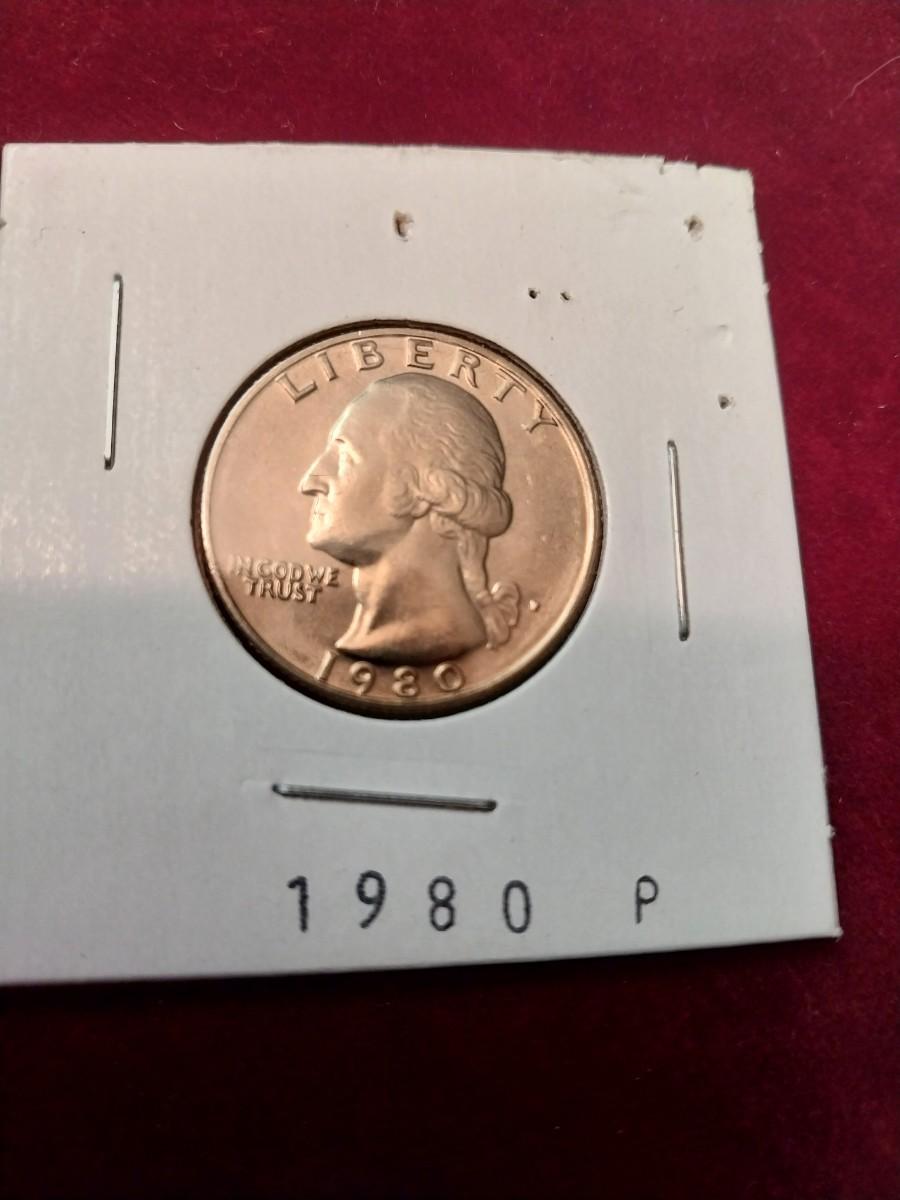 LIBERTY
IN GOD WE
TRUST
1980
1980 P